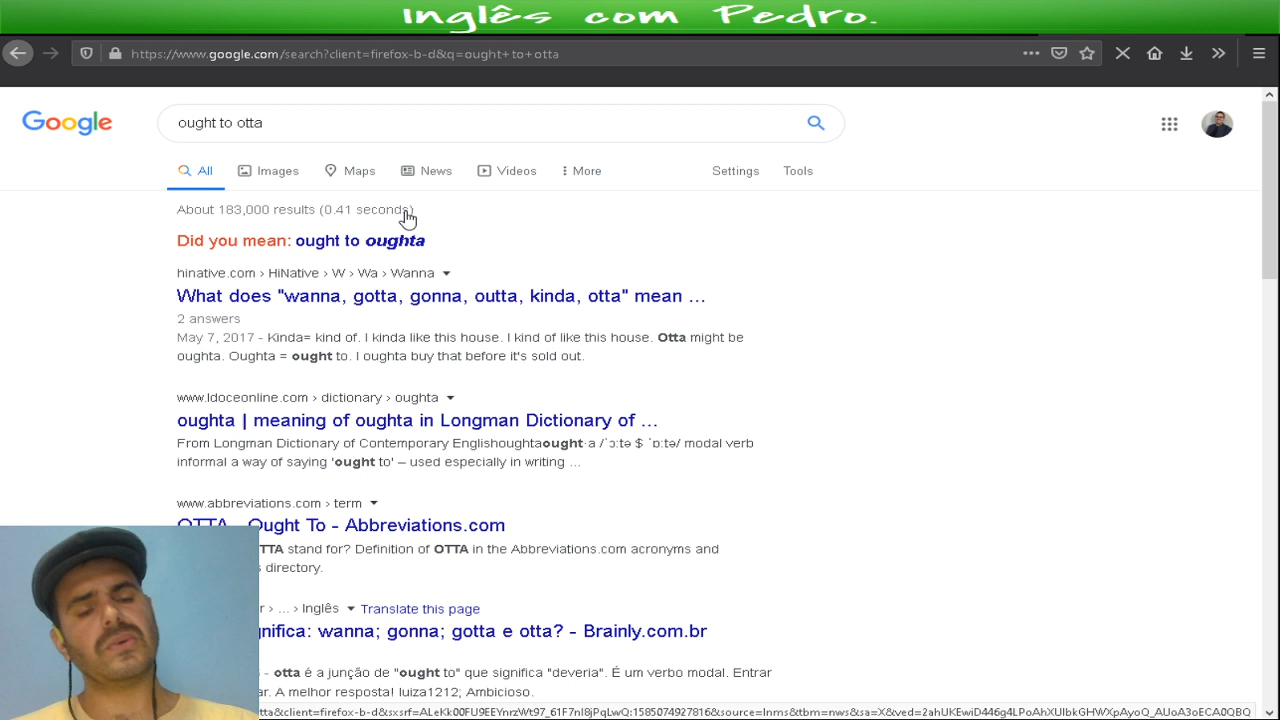 Inglês com Pedro.
https://www.google.com/search?client=firefox-b-d&q=ought+to+otta
Google
ought to otta
All Images Maps News Videos More Settings Tools
About 183,000 results (0.41 seconds)
Did you mean: ought to oughta
hinative.com › HiNative › W › Wa › Wanna
What does "wanna, gotta, gonna, outta, kinda, otta" mean ...
2 answers
May 7, 2017 - Kinda= kind of. I kinda like this house. I kind of like this house. Otta might be
oughta. Oughta = ought to. I oughta buy that before it's sold out.
www.ldoceonline.com › dictionary › oughta
oughta | meaning of oughta in Longman Dictionary of ...
From Longman Dictionary of Contemporary Englishoughtaought·a /ˈɔːtə $ ˈɒːtə/ modal verb
informal a way of saying 'ought to' – used especially in writing ...
www.abbreviations.com › term
OTTA - Ought To - Abbreviations.com
TTA stand for? Definition of OTTA in the Abbreviations.com acronyms and
s directory.
r › ... › Inglês Translate this page
gnifica: wanna; gonna; gotta e otta? - Brainly.com.br
- otta é a junção de "ought to" que significa "deveria". É um verbo modal. Entrar
ar. A melhor resposta! luiza1212; Ambicioso.